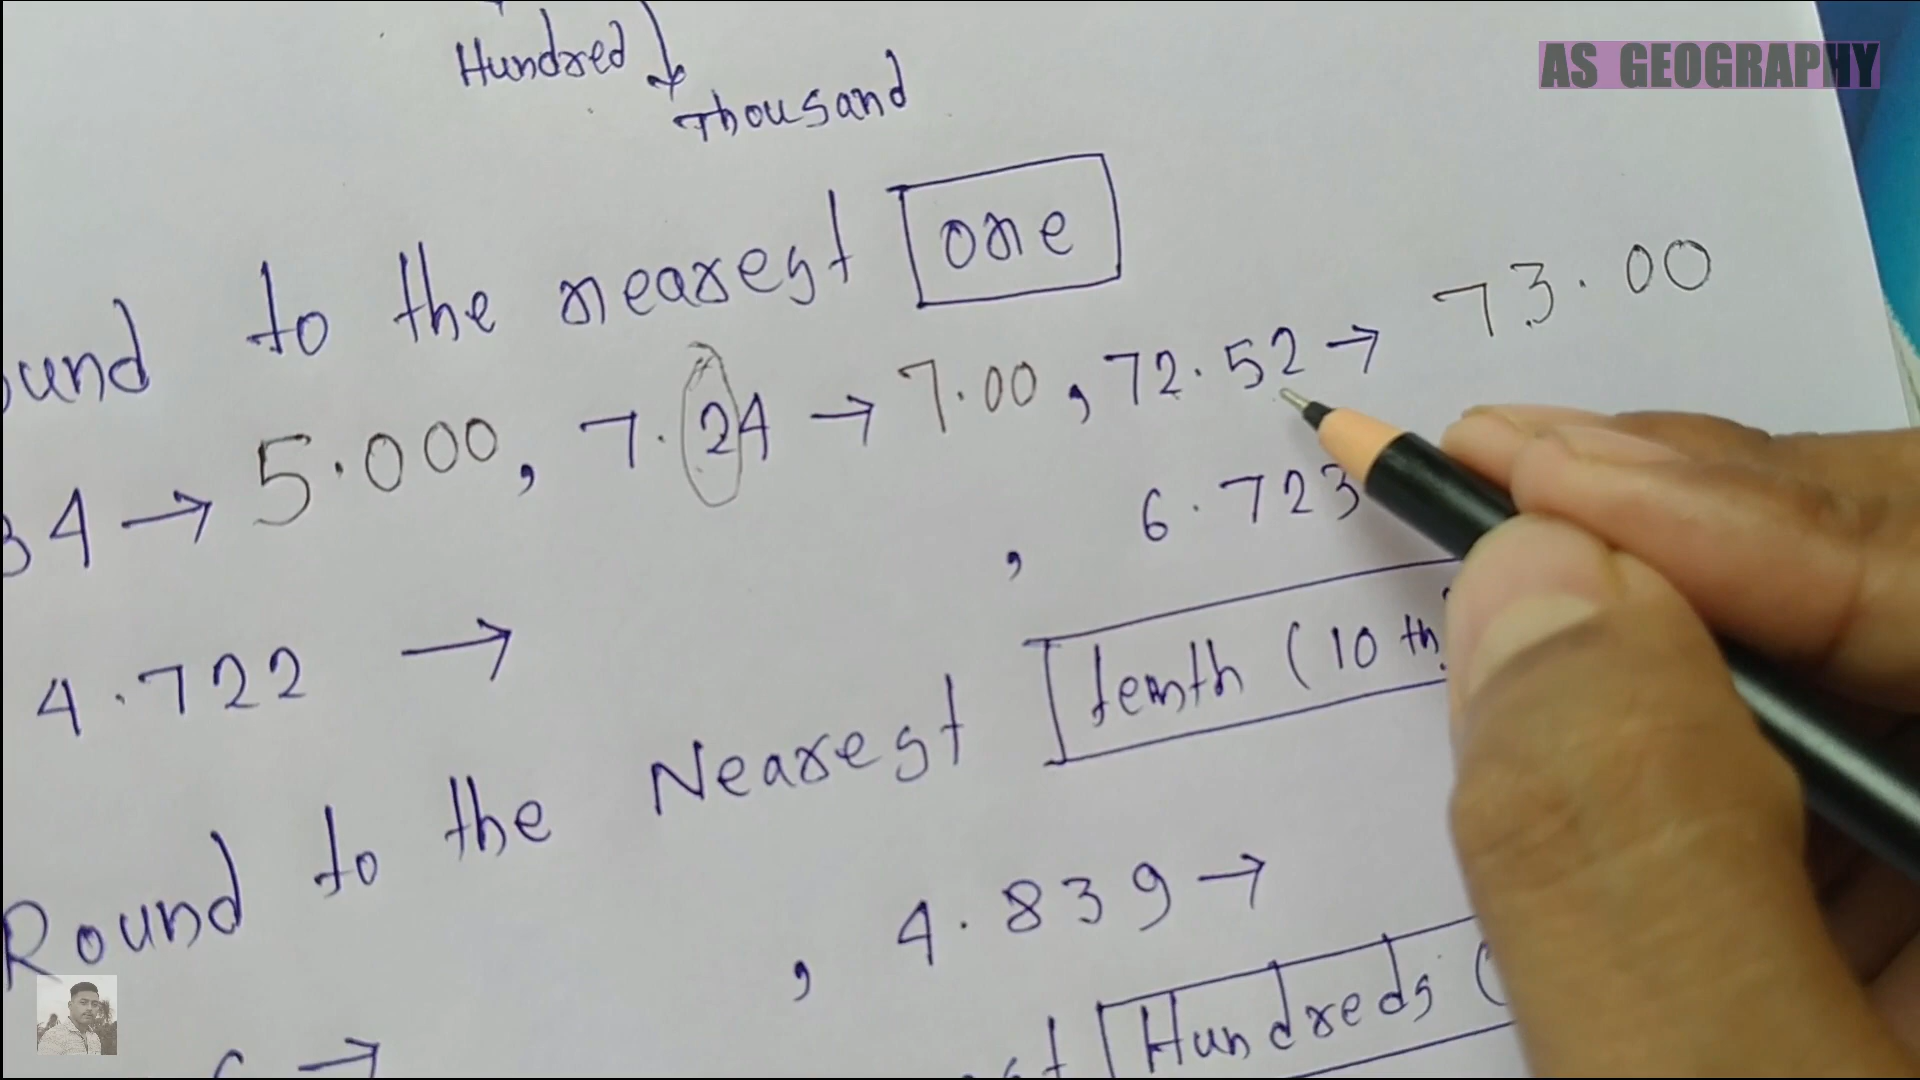 AS GEOGRAPHY
Hundred
Thousand
to the nearest one
34 → 5.000, 7.24 → 7.00, 72.52 → 73.00
4.722 → , 6.723
Round to the Nearest tenth (10 th
, 4.839 →
→ Hundreds (